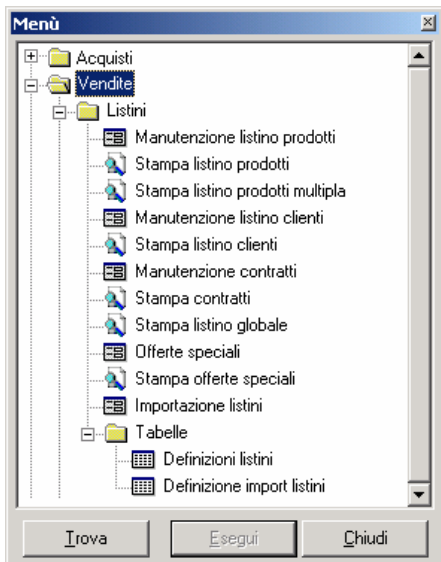 Menù
Acquisti
Vendite
Listini
Manutenzione listino prodotti
Stampa listino prodotti
Stampa listino prodotti multipla
Manutenzione listino clienti
Stampa listino clienti
Manutenzione contratti
Stampa contratti
Stampa listino globale
Offerte speciali
Stampa offerte speciali
Importazione listini
Tabelle
Definizioni listini
Definizione import listini
Trova Esegui Chiudi